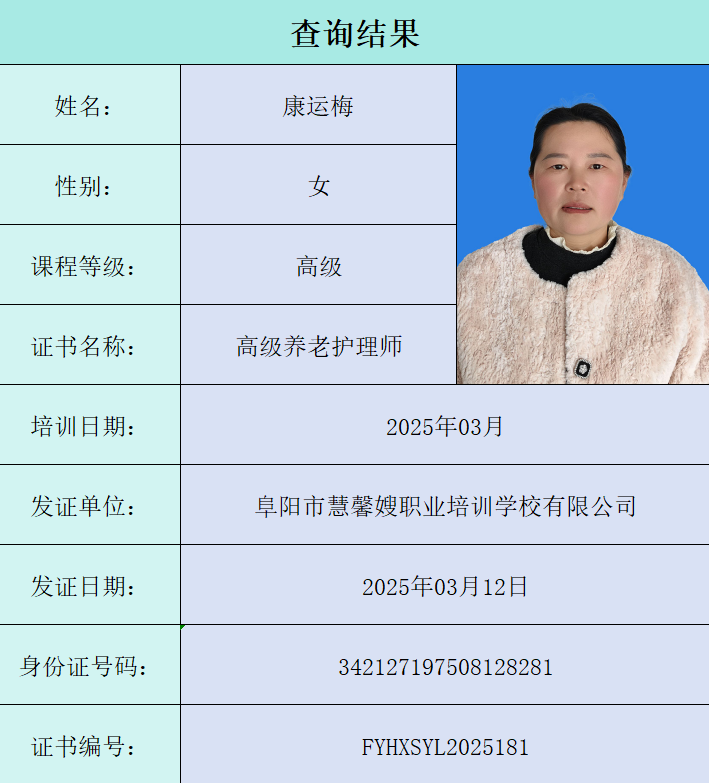 查询结果
姓名： 康运梅
性别： 女
课程等级： 高级
证书名称： 高级养老护理师
培训日期： 2025年03月
发证单位： 阜阳市慧馨嫂职业培训学校有限公司
发证日期： 2025年03月12日
身份证号码： 342127197508128281
证书编号： FYHXSYL2025181